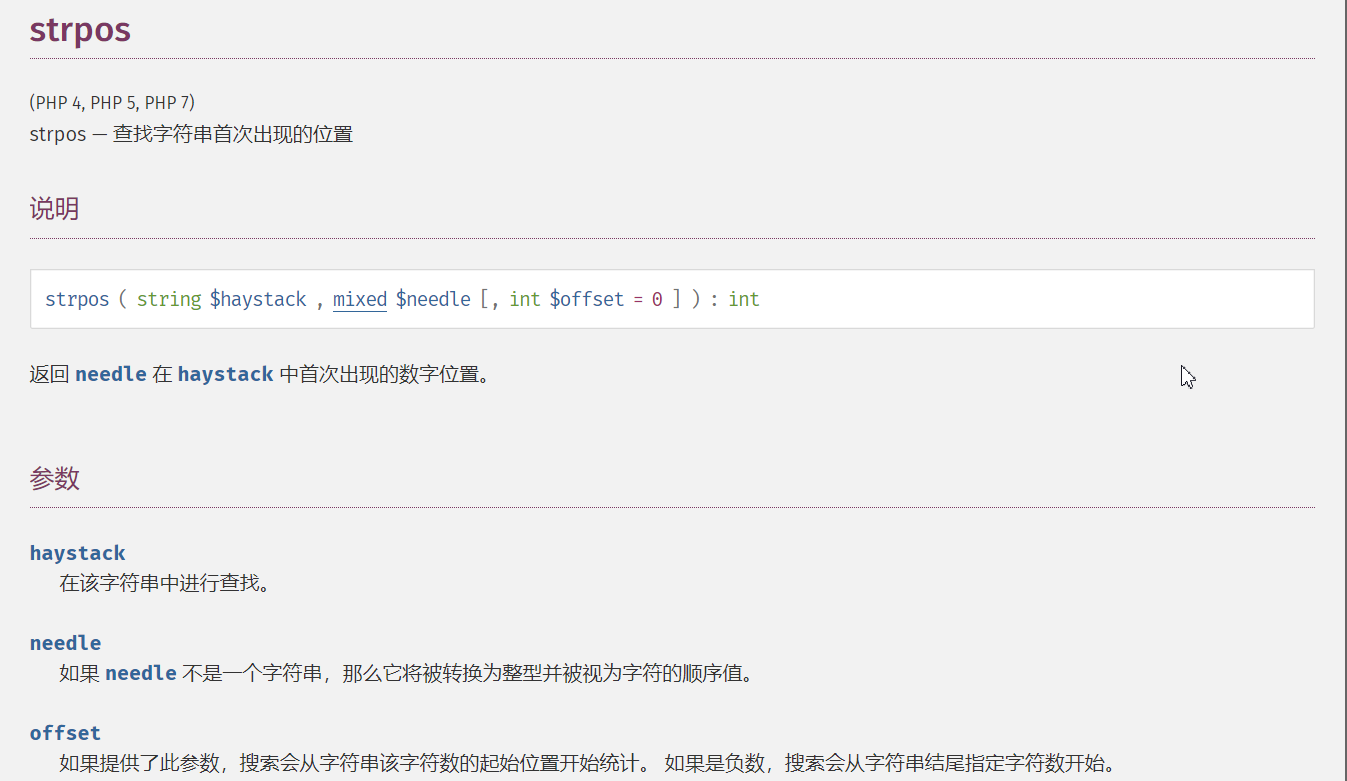 strpos
(PHP 4, PHP 5, PHP 7)
strpos — 查找字符串首次出现的位置
说明
strpos ( string $haystack , mixed $needle [, int $offset = 0 ] ) : int
返回 needle 在 haystack 中首次出现的数字位置。
参数
haystack
在该字符串中进行查找。
needle
如果 needle 不是一个字符串，那么它将被转换为整型并被视为字符的顺序值。
offset
如果提供了此参数，搜索会从字符串该字符数的起始位置开始统计。 如果是负数，搜索会从字符串结尾指定字符数开始。